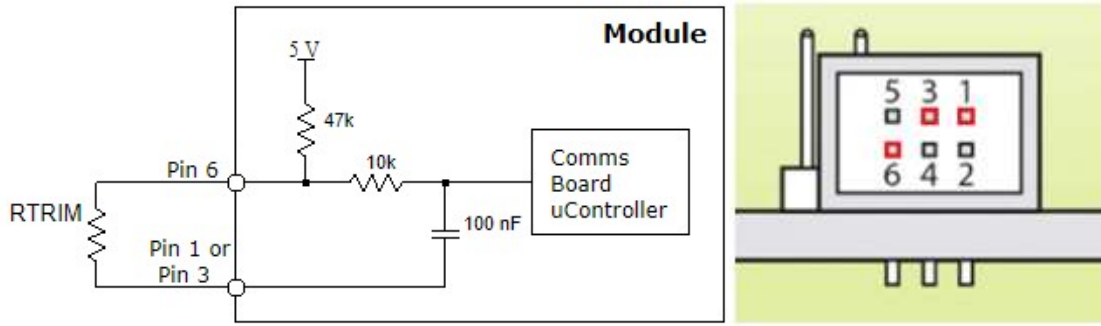 Module
5 V
47k
Pin 6
10k
RTRIM
100 nF
Comms
Board
uController
Pin 1 or
Pin 3
5 3 1
6 4 2